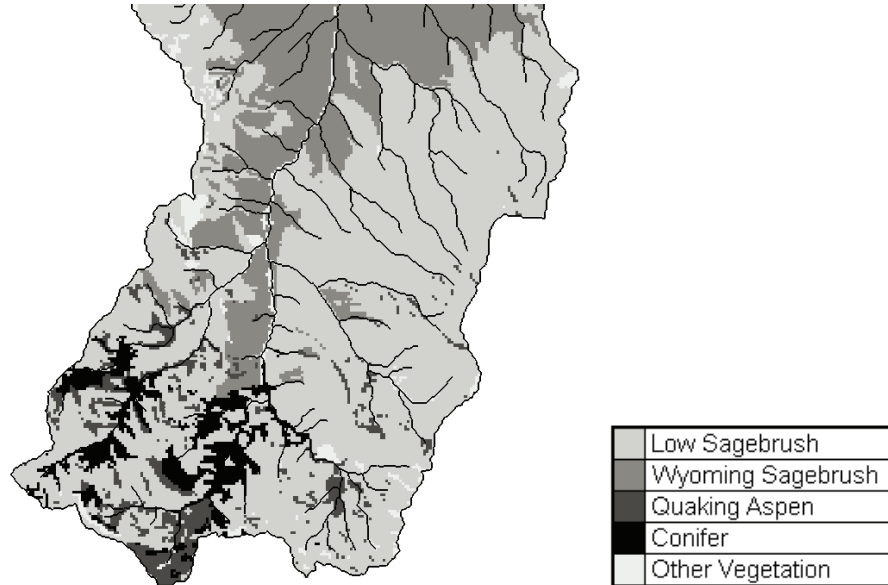 Low Sagebrush
Wyoming Sagebrush
Quaking Aspen
Conifer
Other Vegetation